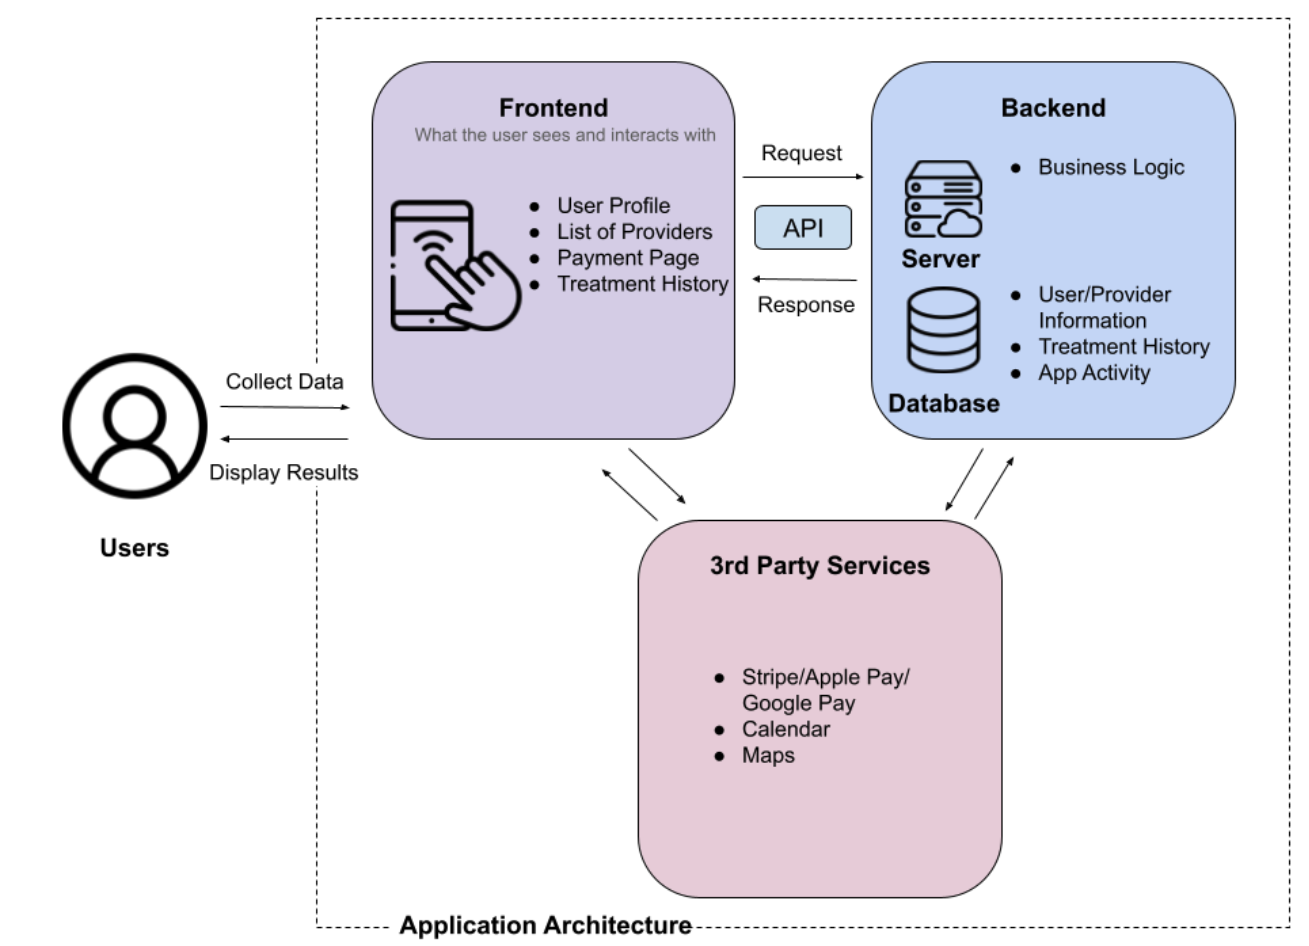 Frontend
What the user sees and interacts with
● User Profile
● List of Providers
● Payment Page
● Treatment History
Request
API
Response
Backend
● Business Logic
Server
● User/Provider
Information
● Treatment History
● App Activity
Database
Collect Data
Display Results
Users
3rd Party Services
● Stripe/Apple Pay/
Google Pay
● Calendar
● Maps
Application Architecture